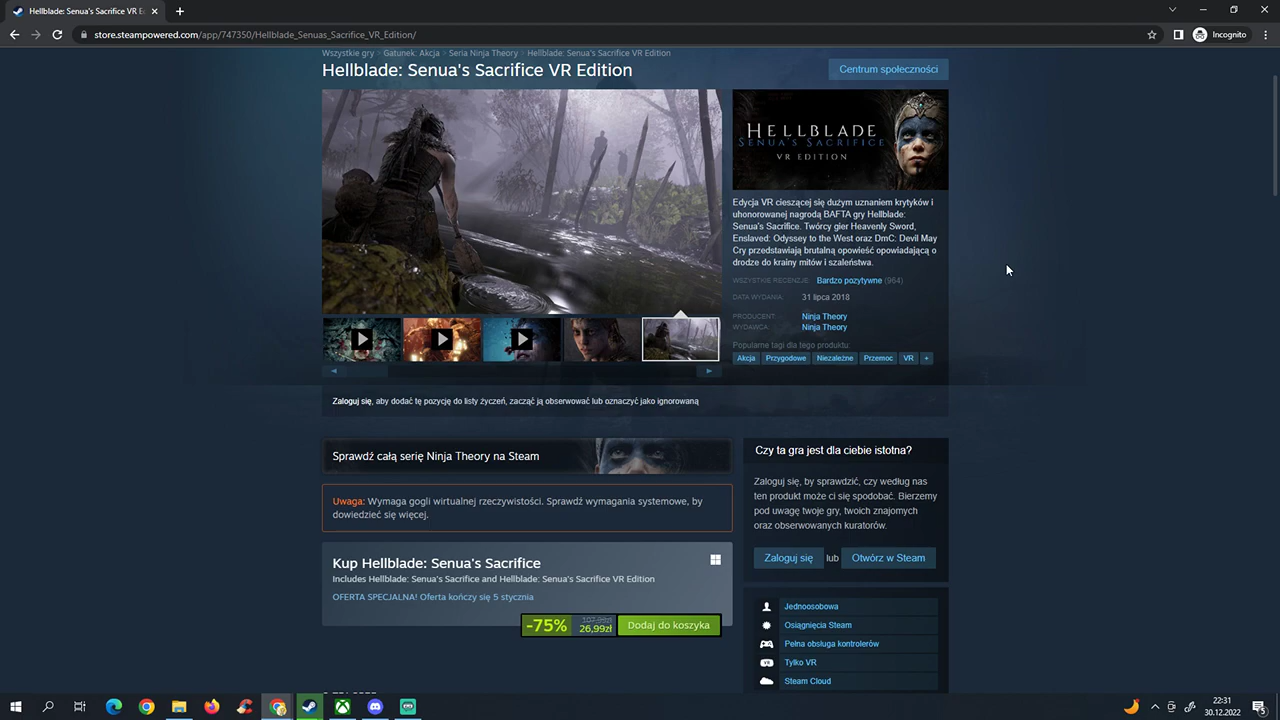 Hellblade: Senua's Sacrifice VR E
store.steampowered.com/app/747350/Hellblade_Senuas_Sacrifice_VR_Edition/
Incognito
Wszystkie gry > Gatunek: Akcja > Seria Ninja Theory > Hellblade: Senua's Sacrifice VR Edition
Hellblade: Senua's Sacrifice VR Edition
Centrum społeczności
HELLBLADE
SENUA'S SACRIFICE
VR EDITION
Edycja VR cieszącej się dużym uznaniem krytyków i
uhonorowanej nagrodą BAFTA gry Hellblade:
Senua's Sacrifice. Twórcy gier Heavenly Sword,
Enslaved: Odyssey to the West oraz DmC: Devil May
Cry przedstawiają brutalną opowieść opowiadającą o
drodze do krainy mitów i szaleństwa.
WSZYSTKIE RECENZJE: Bardzo pozytywne (964)
DATA WYDANIA: 31 lipca 2018
PRODUCENT: Ninja Theory
WYDAWCA: Ninja Theory
Popularne tagi dla tego produktu:
Akcja Przygodowe Niezależne Przemoc VR +
Zaloguj się, aby dodać tę pozycję do listy życzeń, zacząć ją obserwować lub oznaczyć jako ignorowaną
Sprawdź całą serię Ninja Theory na Steam
Uwaga: Wymaga gogli wirtualnej rzeczywistości. Sprawdź wymagania systemowe, by
dowiedzieć się więcej.
Kup Hellblade: Senua's Sacrifice
Includes Hellblade: Senua's Sacrifice and Hellblade: Senua's Sacrifice VR Edition
OFERTA SPECJALNA! Oferta kończy się 5 stycznia
-75% 107,99zł 26,99zł Dodaj do koszyka
Czy ta gra jest dla ciebie istotna?
Zaloguj się, by sprawdzić, czy według nas
ten produkt może ci się spodobać. Bierzemy
pod uwagę twoje gry, twoich znajomych
oraz obserwowanych kuratorów.
Zaloguj się lub Otwórz w Steam
Jednoosobowa
Osiągnięcia Steam
Pełna obsługa kontrolerów
VR Tylko VR
Steam Cloud
22:31
30.12.2022